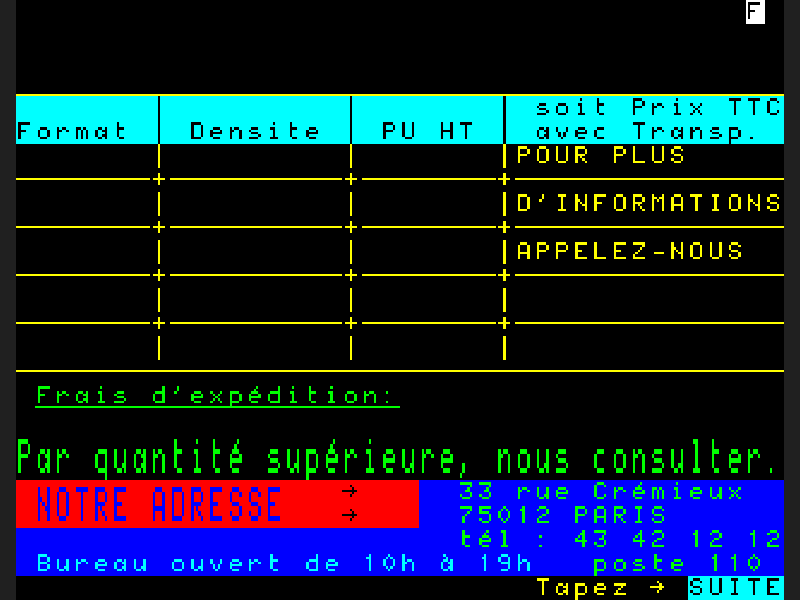 F
soit Prix TTC
Format Densite PU HT avec Transp.
POUR PLUS
D'INFORMATIONS
APPELEZ-NOUS
Frais d'expédition:
Par quantité supérieure, nous consulter.
NOTRE ADRESSE → 33 rue Crémieux
→ 75012 PARIS
tél : 43 42 12 12
Bureau ouvert de 10h à 19h poste 110
Tapez → SUITE